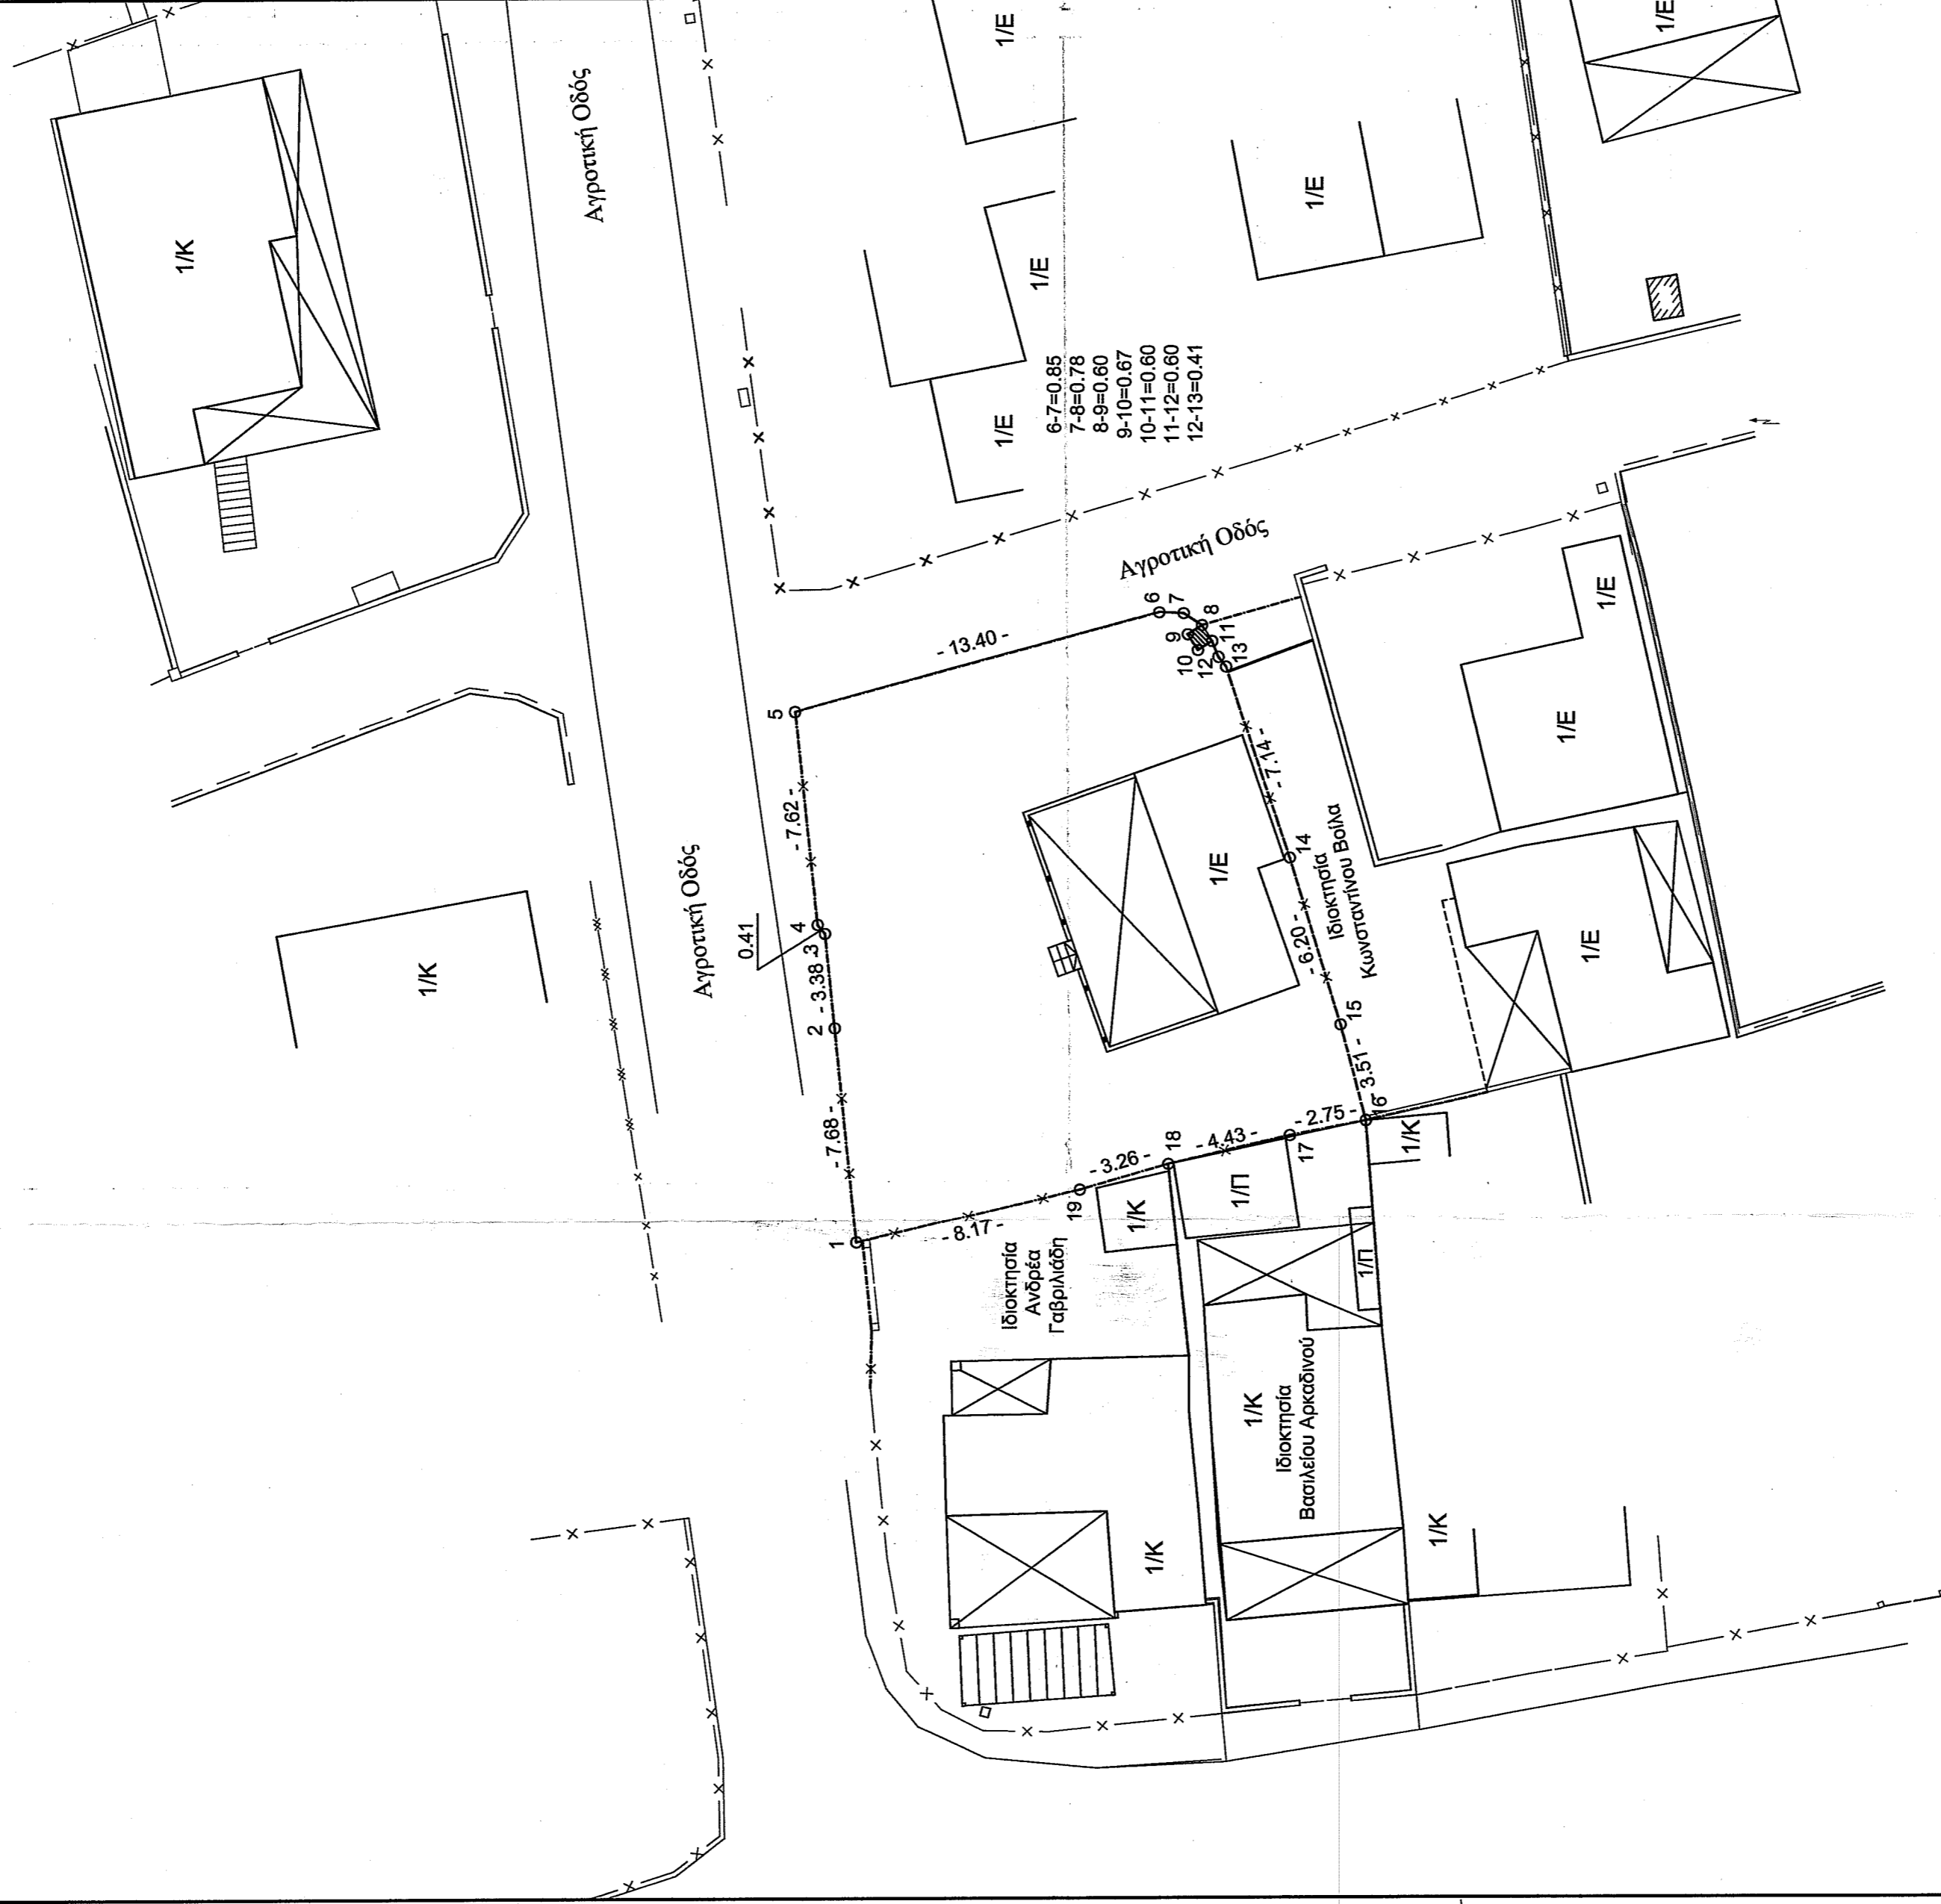 1/Κ
Αγροτική Οδός
1/Ε
1/Ε
1/Ε
1/Ε
1/Ε
6-7=0.85
7-8=0.78
8-9=0.60
9-10=0.67
10-11=0.60
11-12=0.60
12-13=0.41
Αγροτική Οδός
1/Κ
Αγροτική Οδός
0.41
1
- 7.68 -
2
- 3.38 -
3
4
- 7.62 -
5
- 13.40 -
6
7
8
9
10
11
12
13
- 7.14 -
14
- 6.20 -
15
- 3.51 -
16
- 2.75 -
17
- 4.43 -
18
- 3.26 -
19
- 8.17 -
1/Ε
Ιδιοκτησία
Κωνσταντίνου Βοΐλα
1/Ε
1/Ε
1/Ε
Ιδιοκτησία
Ανδρέα
Γαβριλιάδη
1/Κ
1/Π
1/Κ
1/Π
1/Κ
Ιδιοκτησία
Βασιλείου Αρκαδινού
1/Κ
1/Κ